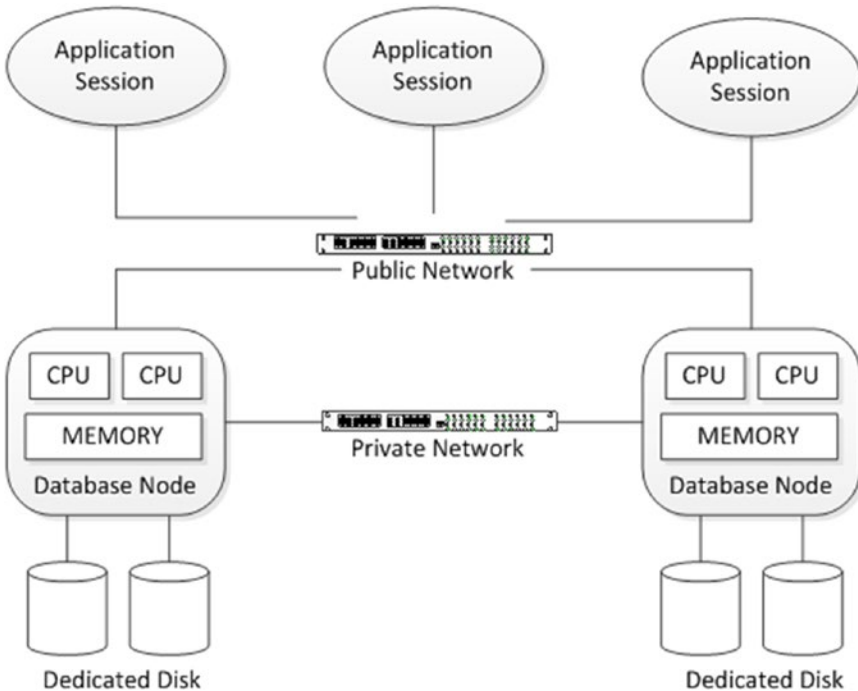 Application
Session
Application
Session
Application
Session
Public Network
CPU
CPU
MEMORY
Database Node
Private Network
CPU
CPU
MEMORY
Database Node
Dedicated Disk
Dedicated Disk